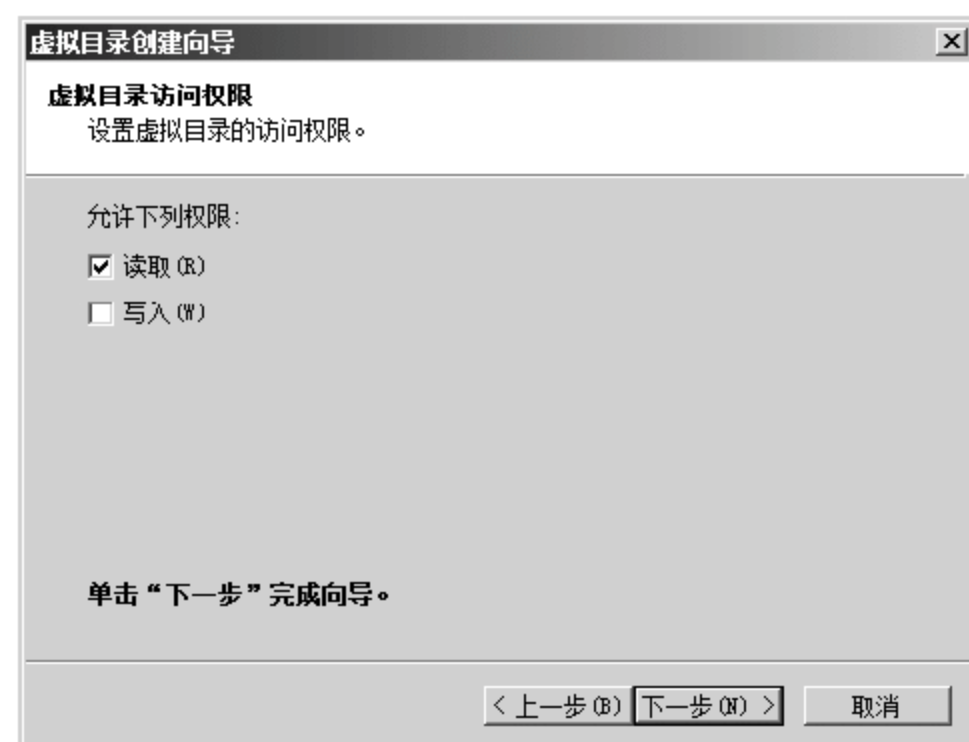 虚拟目录创建向导
虚拟目录访问权限
设置虚拟目录的访问权限。
允许下列权限:
读取(R)
写入(W)
单击“下一步”完成向导。
< 上一步(B) 下一步(N) > 取消